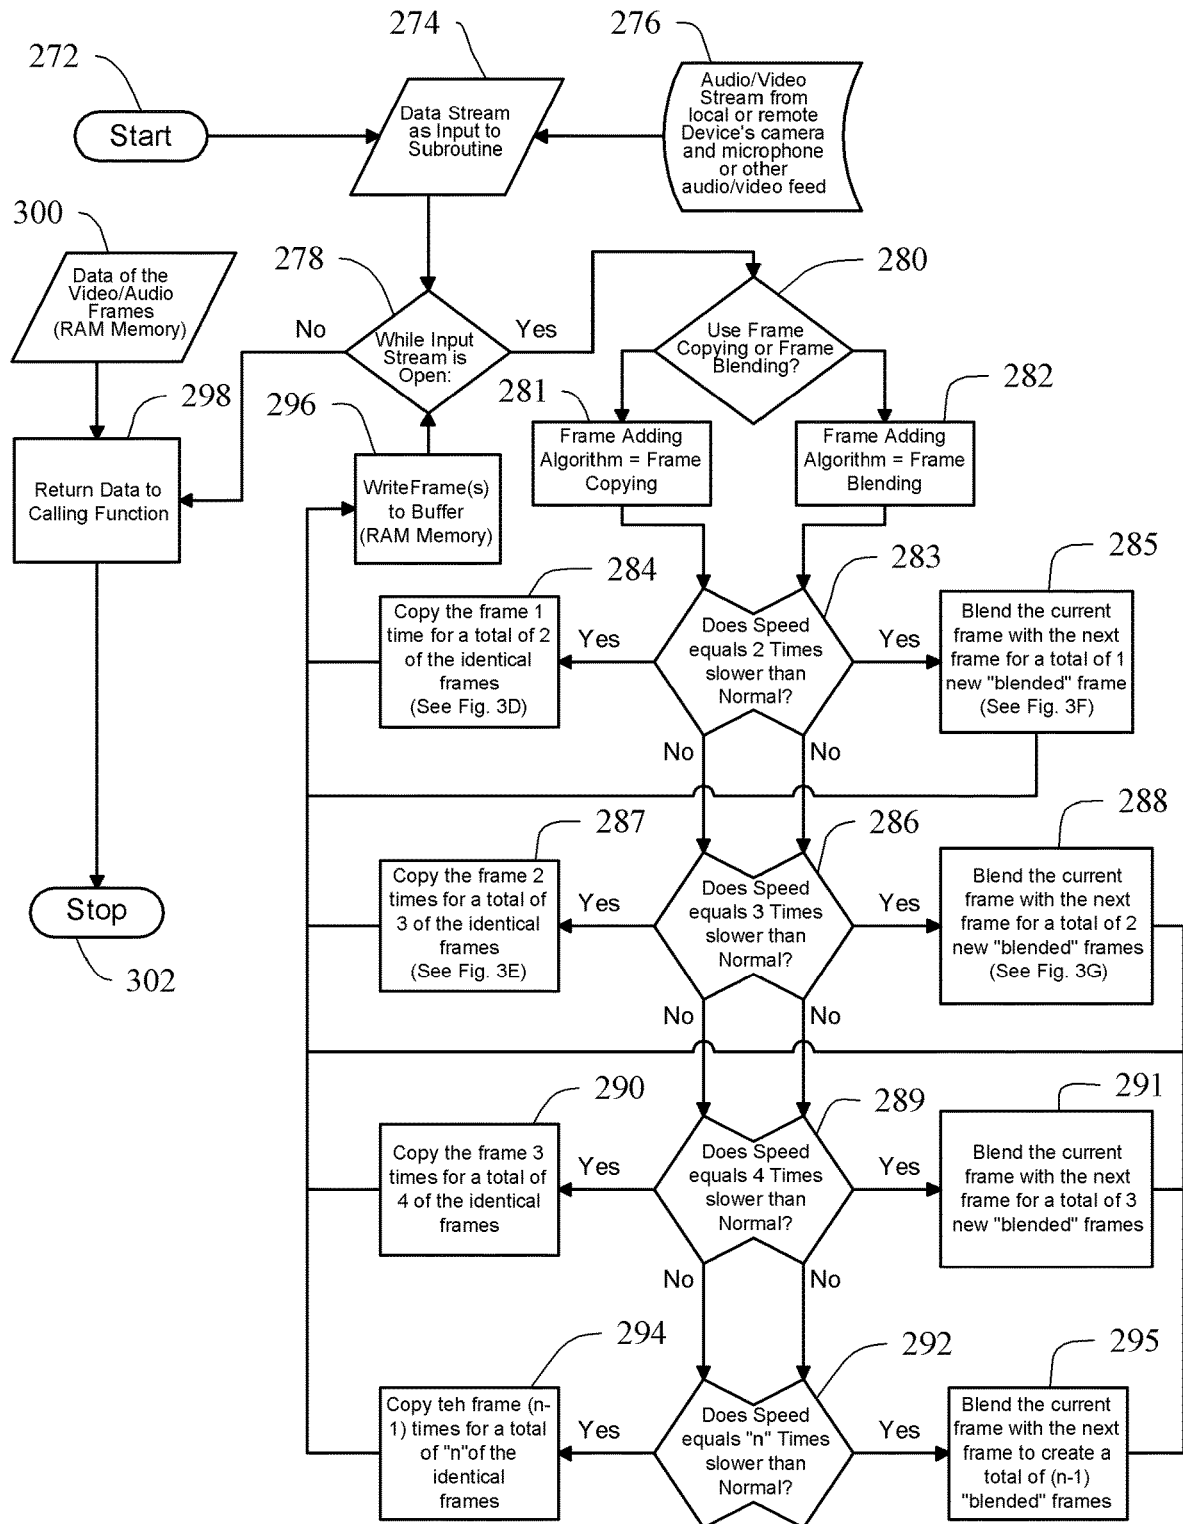 274
276
272
Start
Data Stream
as Input to
Subroutine
Audio/Video
Stream from
local or remote
Device's camera
and microphone
or other
audio/video feed
300
Data of the
Video/Audio
Frames
(RAM Memory)
278
No
While Input
Stream is
Open:
Yes
280
Use Frame
Copying or Frame
Blending?
298
Return Data to
Calling Function
296
WriteFrame(s)
to Buffer
(RAM Memory)
281
Frame Adding
Algorithm = Frame
Copying
282
Frame Adding
Algorithm = Frame
Blending
284
Copy the frame 1
time for a total of 2
of the identical
frames
(See Fig. 3D)
Yes
283
Does Speed
equals 2 Times
slower than
Normal?
Yes
285
Blend the current
frame with the next
frame for a total of 1
new "blended" frame
(See Fig. 3F)
No
No
287
Copy the frame 2
times for a total of
3 of the identical
frames
(See Fig. 3E)
Yes
286
Does Speed
equals 3 Times
slower than
Normal?
Yes
288
Blend the current
frame with the next
frame for a total of 2
new "blended" frames
(See Fig. 3G)
Stop
302
No
No
290
Copy the frame 3
times for a total of
4 of the identical
frames
Yes
289
Does Speed
equals 4 Times
slower than
Normal?
Yes
291
Blend the current
frame with the next
frame for a total of 3
new "blended" frames
No
No
294
Copy teh frame (n-
1) times for a total
of "n"of the
identical
frames
Yes
292
Does Speed
equals "n" Times
slower than
Normal?
Yes
295
Blend the current
frame with the next
frame to create a
total of (n-1)
"blended" frames